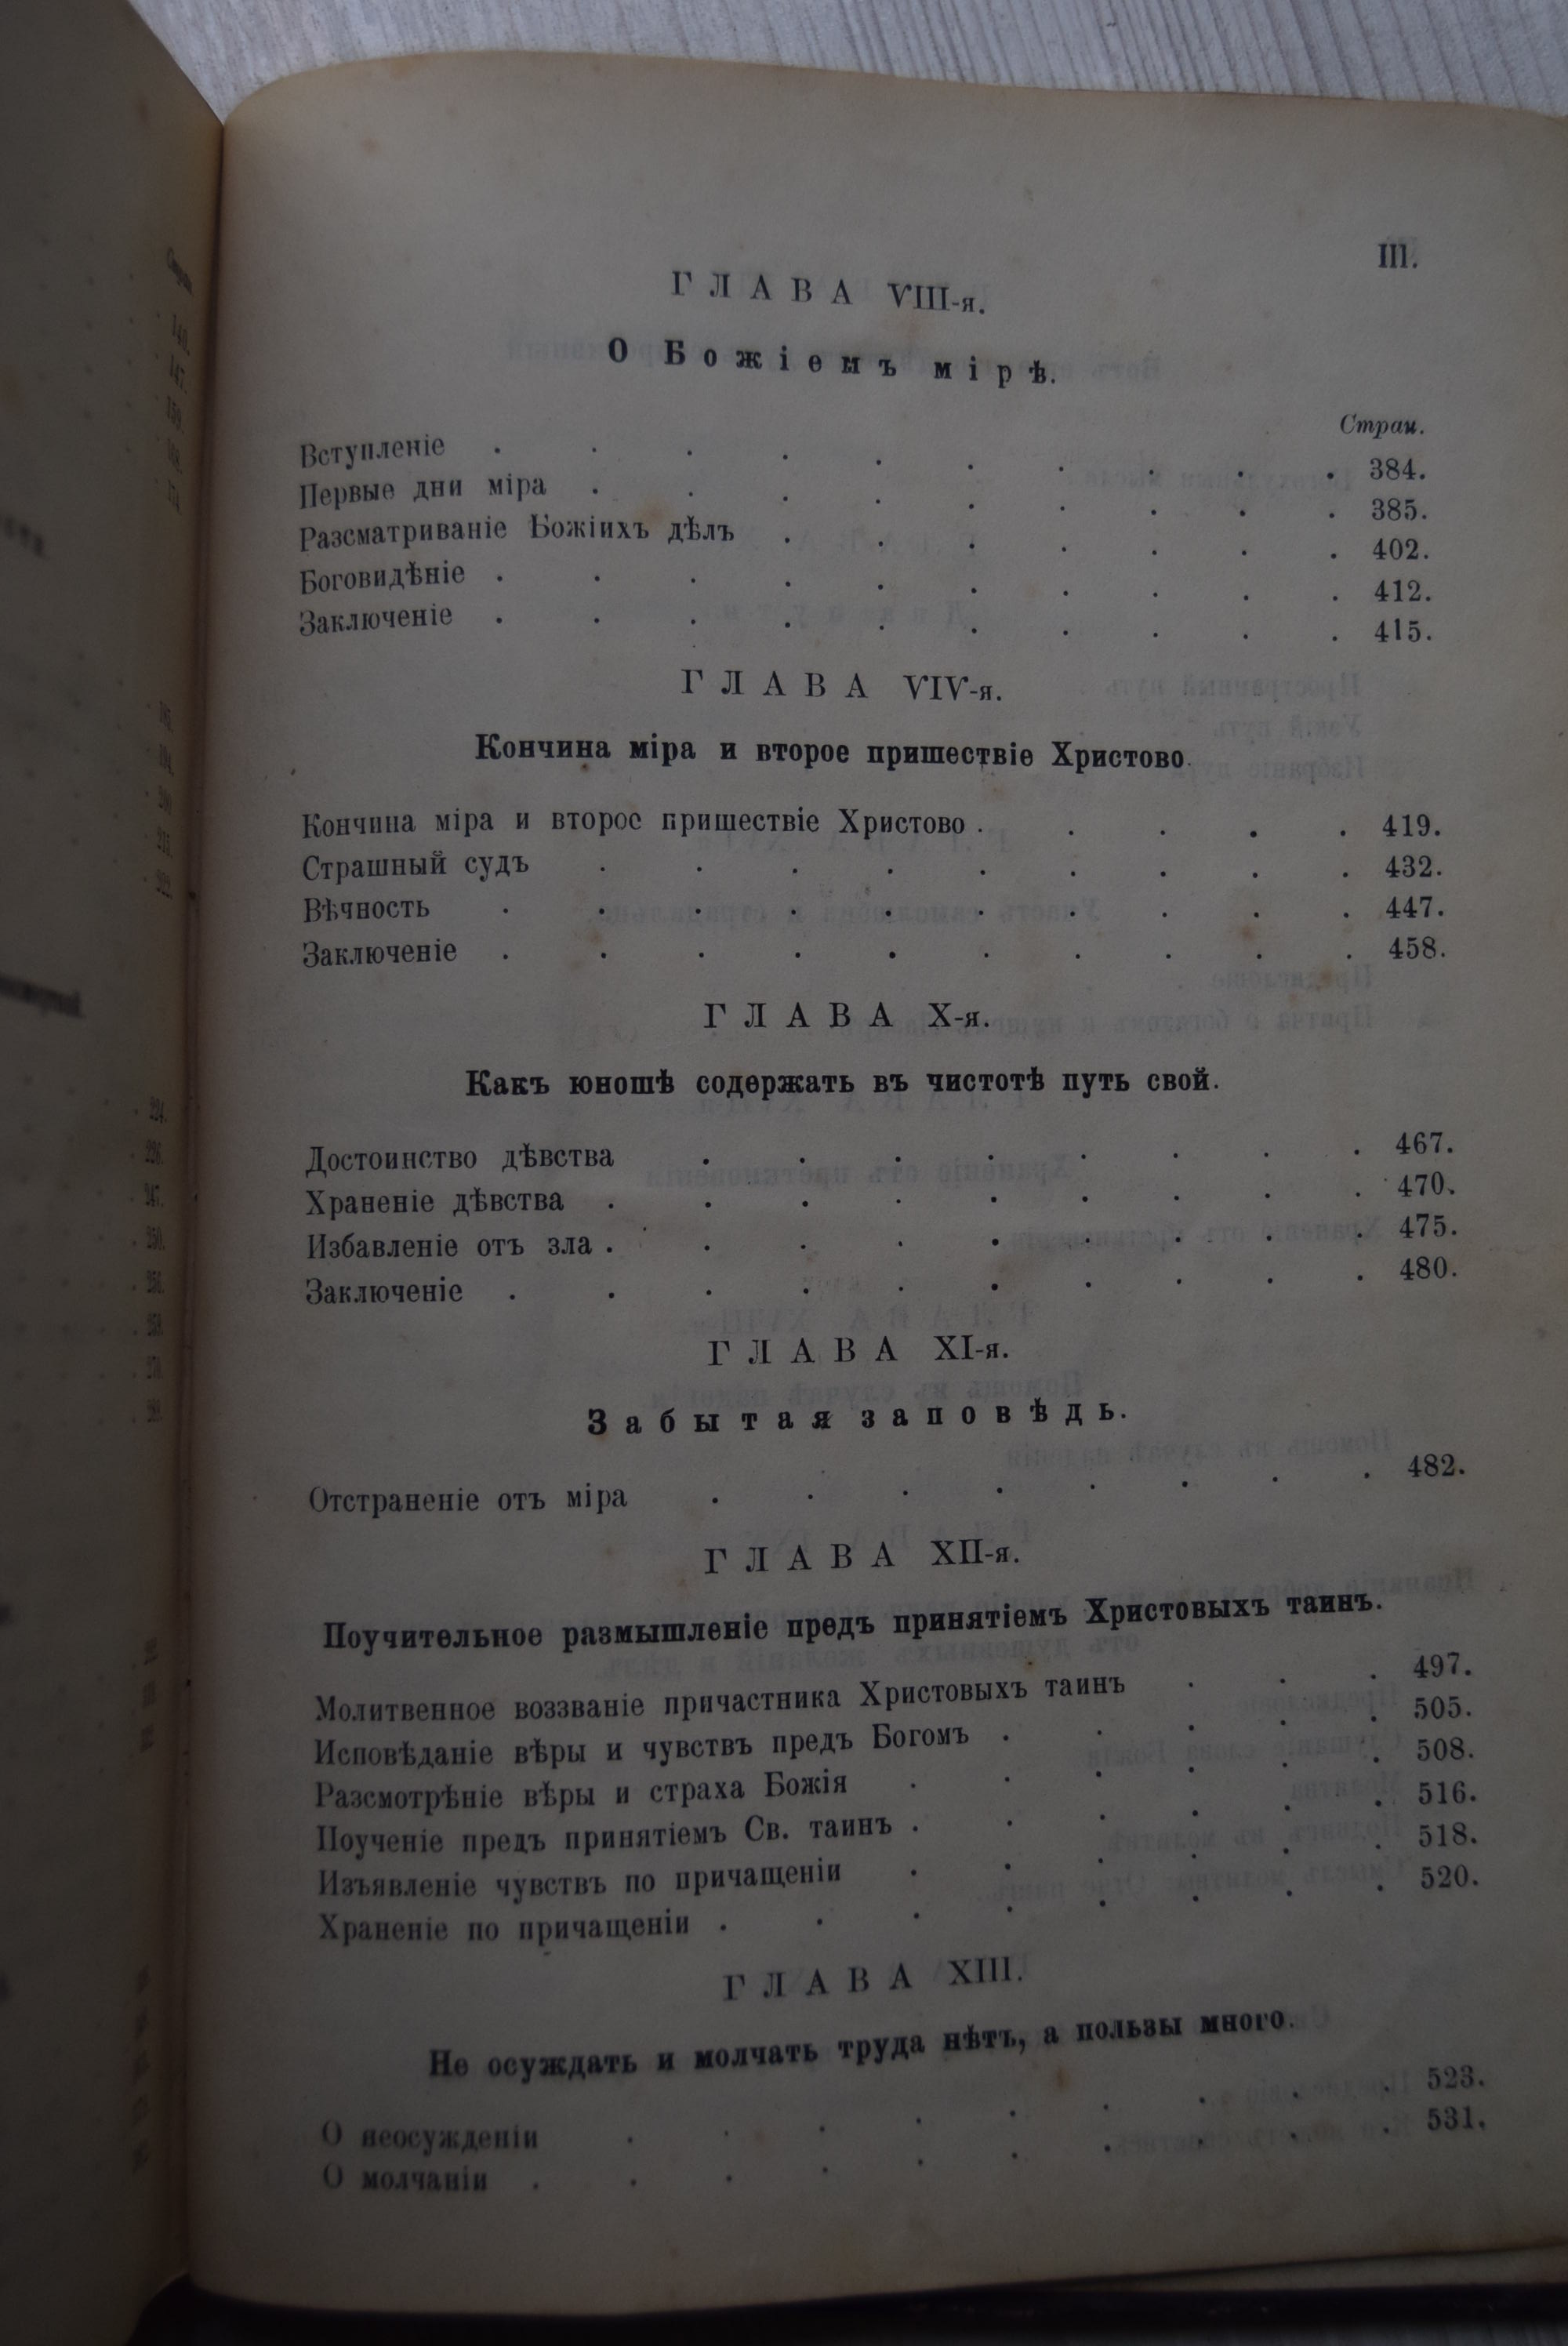 III.
ГЛАВА VIII-я.
О Божіемъ мірѣ.
Стран.
Вступленіе . . . . . . . . . . 384.
Первые дни міра . . . . . . . . . 385.
Разсматриваніе Божіихъ дѣлъ . . . . . . . 402.
Боговидѣніе . . . . . . . . . . 412.
Заключеніе . . . . . . . . . . 415.
ГЛАВА VIV-я.
Кончина міра и второе пришествіе Христово.
Кончина міра и второе пришествіе Христово . . . . . 419.
Страшный судъ . . . . . . . . . 432.
Вѣчность . . . . . . . . . . 447.
Заключеніе . . . . . . . . . . 458.
ГЛАВА X-я.
Какъ юношѣ содержать въ чистотѣ путь свой.
Достоинство дѣвства . . . . . . . . 467.
Храненіе дѣвства . . . . . . . . . 470.
Избавленіе отъ зла . . . . . . . . . 475.
Заключеніе . . . . . . . . . . 480.
ГЛАВА XI-я.
Забытая заповѣдь.
Отстраненіе отъ міра . . . . . . . . 482.
ГЛАВА XII-я.
Поучительное размышленіе предъ принятіемъ Христовыхъ таинъ.
Молитвенное воззваніе причастника Христовыхъ таинъ . . . 497.
Исповѣданіе вѣры и чувствъ предъ Богомъ . . . . . 505.
Разсмотрѣніе вѣры и страха Божія . . . . . . 508.
Поученіе предъ принятіемъ Св. таинъ . . . . . . 516.
Изъявленіе чувствъ по причащеніи . . . . . . 518.
Храненіе по причащеніи . . . . . . . . 520.
ГЛАВА XIII.
Не осуждать и молчать труда нѣтъ, а пользы много.
О неосужденіи . . . . . . . . . 523.
О молчаніи . . . . . . . . . . 531.